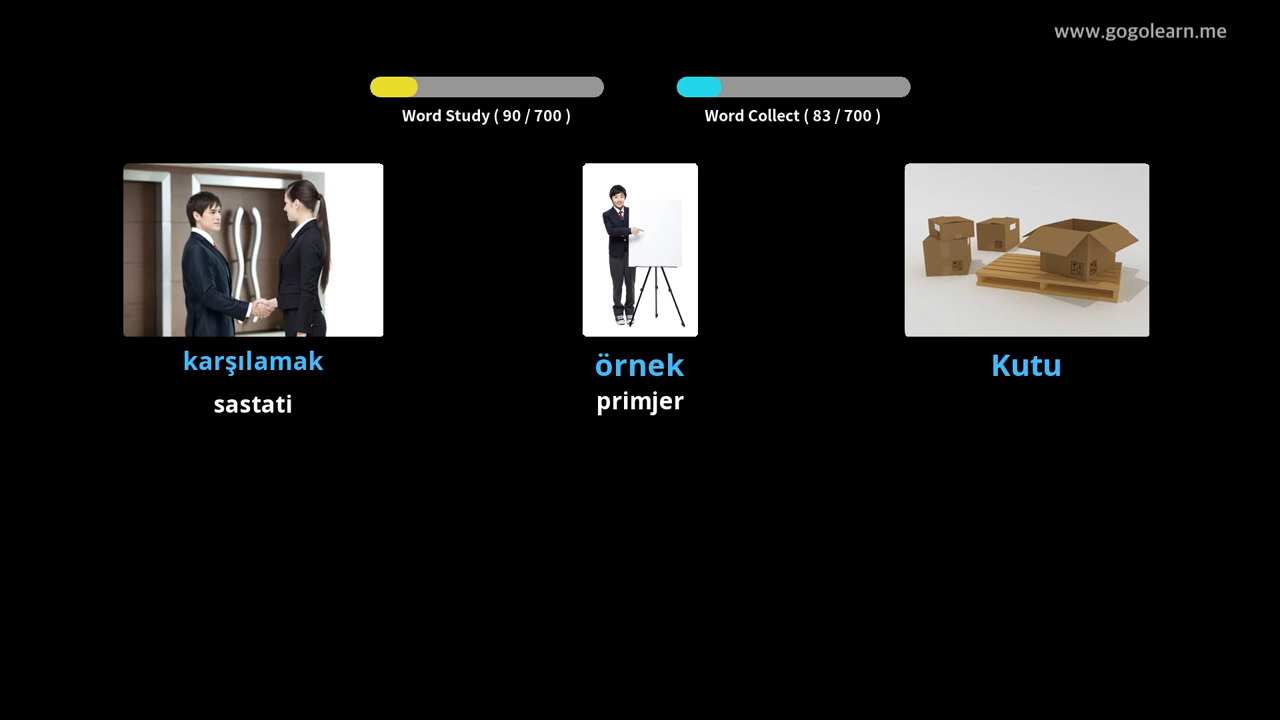 www.gogolearn.me
Word Study ( 90 / 700 )
Word Collect ( 83 / 700 )
karşılamak
sastati
örnek
primjer
Kutu